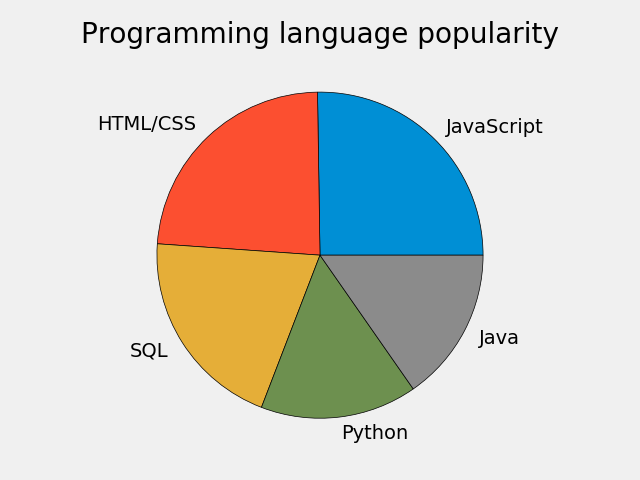 Programming language popularity
HTML/CSS
JavaScript
SQL
Java
Python